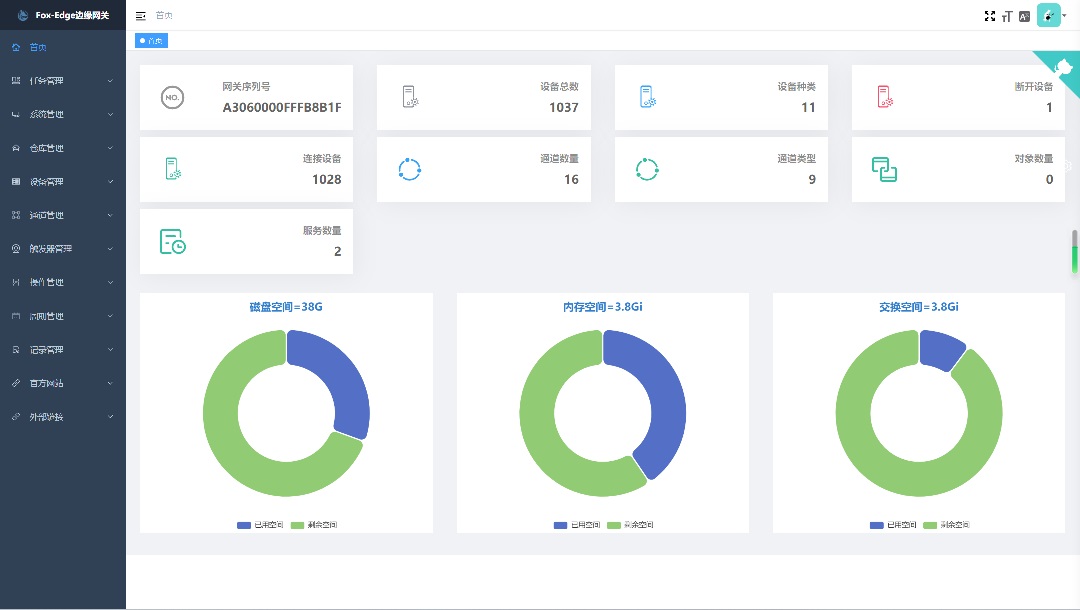 Fox-Edge边缘网关
首页
首页
首页
任务管理
系统管理
仓库管理
设备管理
通道管理
触发器管理
操作管理
周期管理
记录管理
官方网站
外部链接
NO.
网关序列号
A3060000FFFB8B1F
设备总数
1037
设备种类
11
断开设备
1
连接设备
1028
通道数量
16
通道类型
9
对象数量
0
服务数量
2
磁盘空间=38G
已用空间 剩余空间
内存空间=3.8Gi
已用空间 剩余空间
交换空间=3.8Gi
已用空间 剩余空间